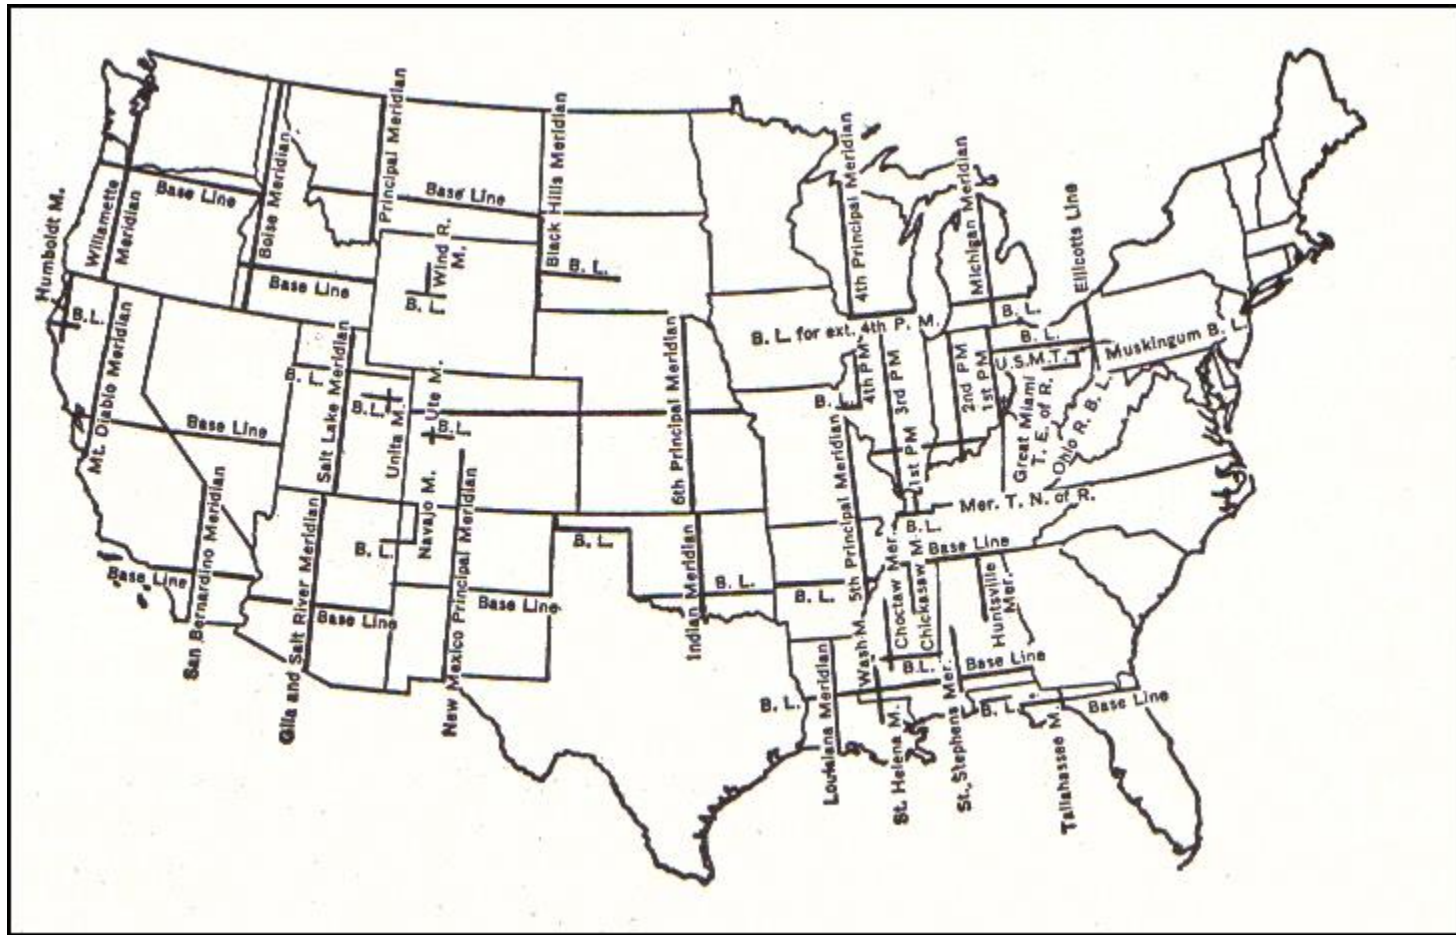 Humboldt M.
Willamette
Meridian
Base Line
Boise Meridian
Principal Meridian
Base Line
Black Hills Meridian
B. L.
Wind R.
M.
B. L.
Base Line
B. L.
Mt. Diablo Meridian
Base Line
B. L.
Salt Lake Meridian
B. L.
Unita M.
Ute M.
B. L.
Navajo M.
B. L.
San Bernardino Meridian
Base Line
Gila and Salt River Meridian
Base Line
New Mexico Principal Meridian
Base Line
6th Principal Meridian
B. L.
Indian Meridian
B. L.
4th Principal Meridian
B. L. for ext. 4th P. M.
Michigan Meridian
B. L.
Ellicotts Line
B. L.
U.S.M.T.
Muskingum B. L.
4th PM
B. L.
3rd PM
2nd PM
1st PM
Great Miami
T. E. of R.
Ohio R. B. L.
1st PM
5th Principal Meridian
B. L.
Mer. T. N. of R.
B. L.
Base Line
Choctaw Mer.
Chickasaw M.
Huntsville
Mer.
Wash M.
B.L.
Base Line
B. L.
Louisiana Meridian
St. Helena M.
St. Stephens Mer.
B. L.
Tallahassee M.
Base Line